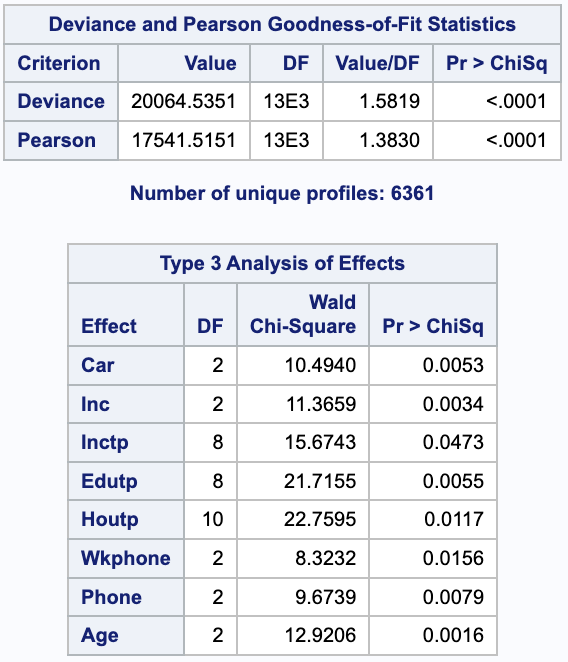 Deviance and Pearson Goodness-of-Fit Statistics
Criterion Value DF Value/DF Pr > ChiSq
Deviance 20064.5351 13E3 1.5819 <.0001
Pearson 17541.5151 13E3 1.3830 <.0001
Number of unique profiles: 6361
Type 3 Analysis of Effects
Wald
Effect DF Chi-Square Pr > ChiSq
Car 2 10.4940 0.0053
Inc 2 11.3659 0.0034
Inctp 8 15.6743 0.0473
Edutp 8 21.7155 0.0055
Houtp 10 22.7595 0.0117
Wkphone 2 8.3232 0.0156
Phone 2 9.6739 0.0079
Age 2 12.9206 0.0016